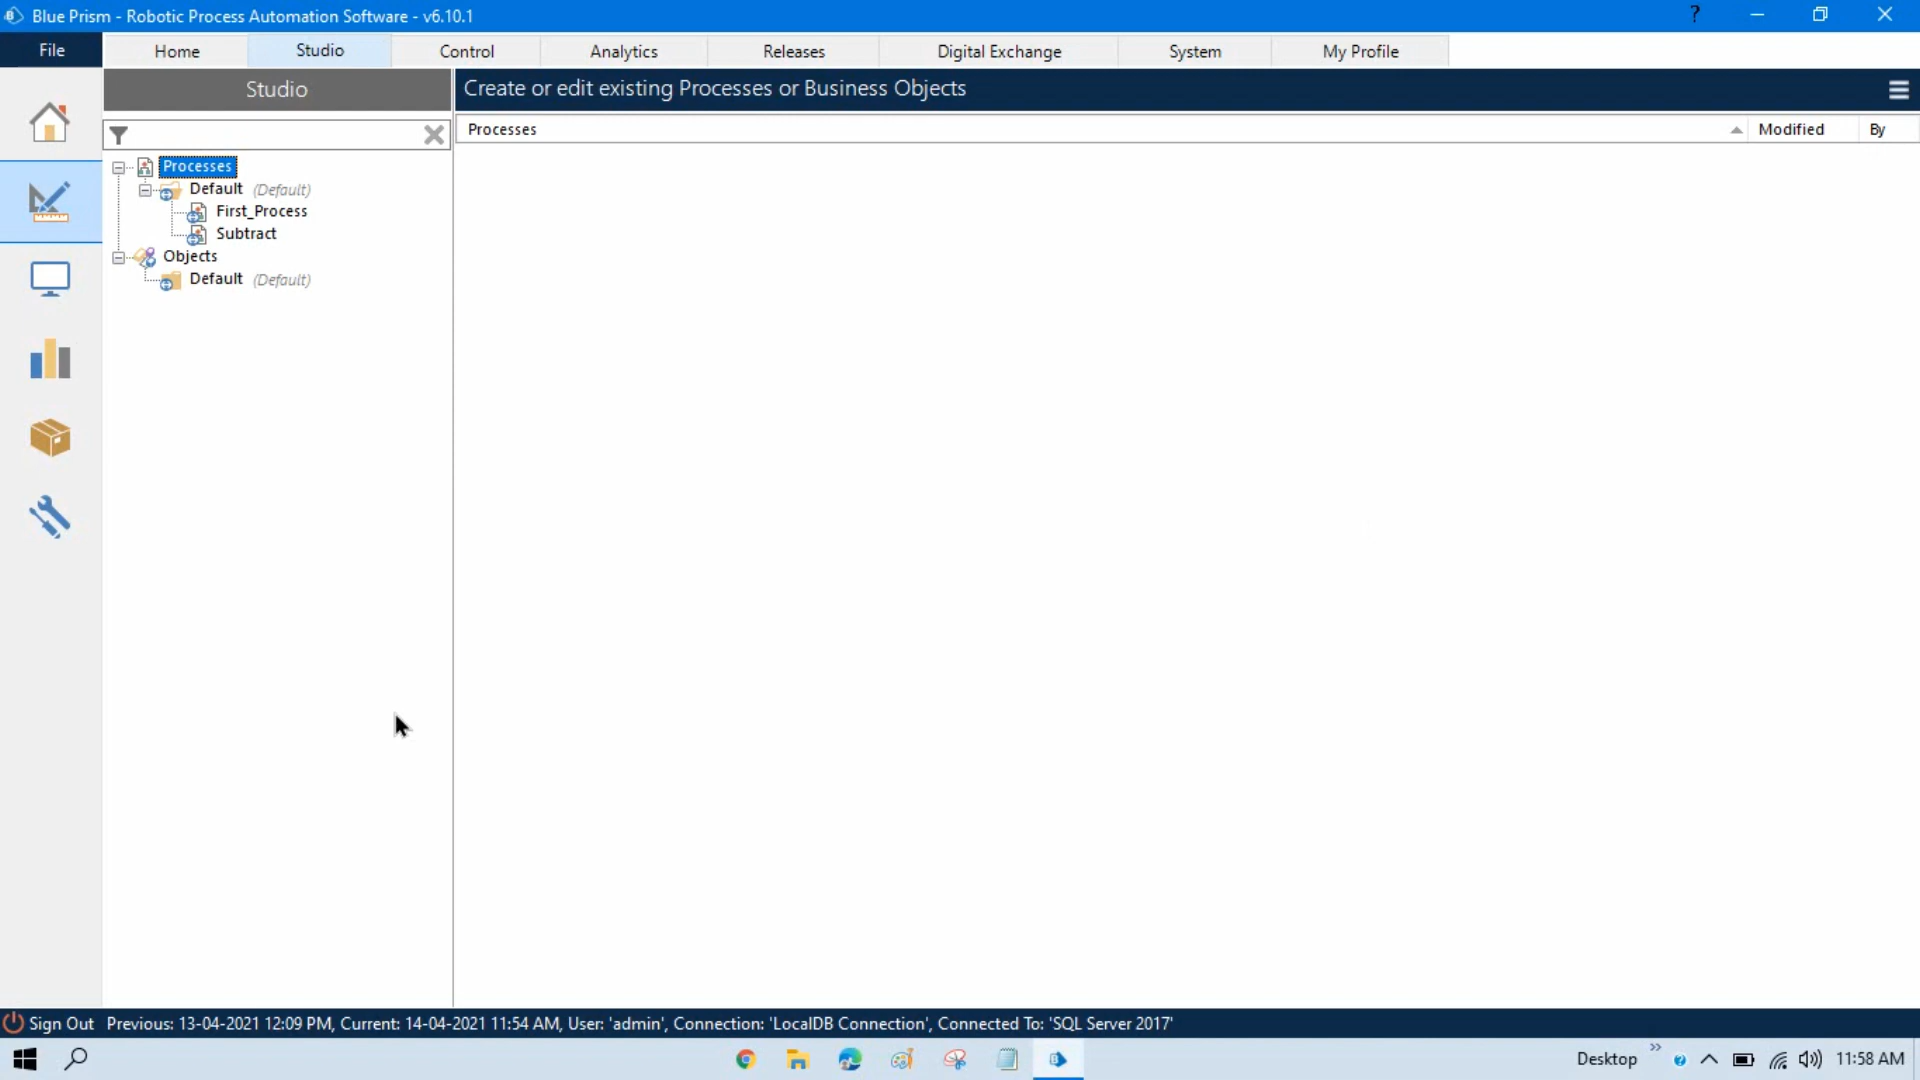 Blue Prism - Robotic Process Automation Software - v6.10.1
?
File
Home
Studio
Control
Analytics
Releases
Digital Exchange
System
My Profile
Studio
Create or edit existing Processes or Business Objects
Processes
Modified
By
Processes
Default (Default)
First_Process
Subtract
Objects
Default (Default)
Sign Out Previous: 13-04-2021 12:09 PM, Current: 14-04-2021 11:54 AM, User: 'admin', Connection: 'LocalDB Connection', Connected To: 'SQL Server 2017'
Desktop
11:58 AM